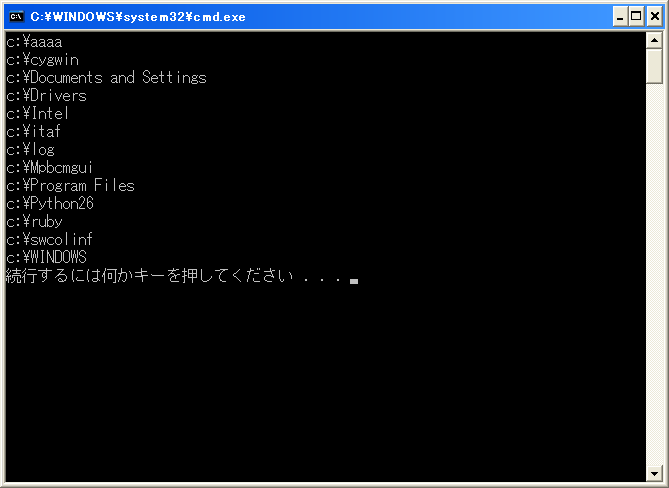 C:¥WINDOWS¥system32¥cmd.exe
c:¥aaaa
c:¥cygwin
c:¥Documents and Settings
c:¥Drivers
c:¥Intel
c:¥itaf
c:¥log
c:¥Mpbcmgui
c:¥Program Files
c:¥Python26
c:¥ruby
c:¥swcolinf
c:¥WINDOWS
続行するには何かキーを押してください . . .